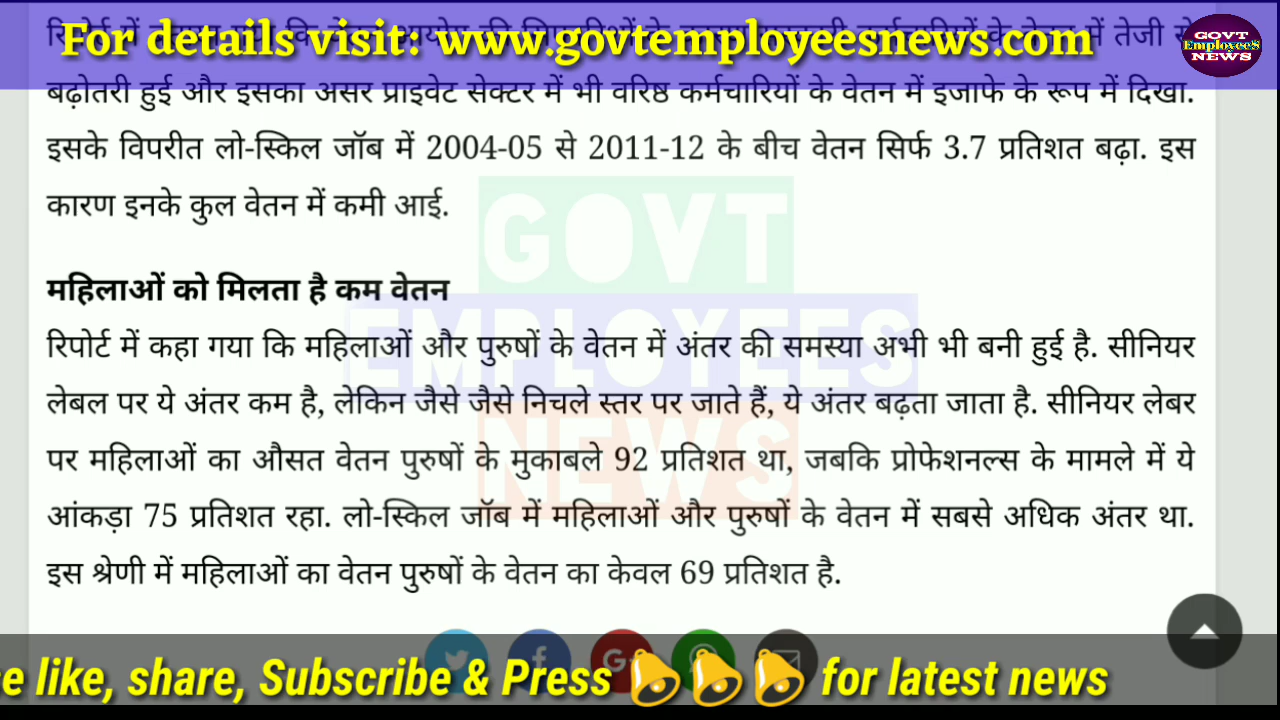 For details visit: www.govtemployeesnews.com
GOVT
EmployeeS
NEWS
रिपोर्ट में के वेतन में तेजी से
बढ़ोतरी हुई और इसका असर प्राइवेट सेक्टर में भी वरिष्ठ कर्मचारियों के वेतन में इजाफे के रूप में दिखा.
इसके विपरीत लो-स्किल जॉब में 2004-05 से 2011-12 के बीच वेतन सिर्फ 3.7 प्रतिशत बढ़ा. इस
कारण इनके कुल वेतन में कमी आई.
GOVT
EMPLOYEES
NEWS
महिलाओं को मिलता है कम वेतन
रिपोर्ट में कहा गया कि महिलाओं और पुरुषों के वेतन में अंतर की समस्या अभी भी बनी हुई है. सीनियर
लेबल पर ये अंतर कम है, लेकिन जैसे जैसे निचले स्तर पर जाते हैं, ये अंतर बढ़ता जाता है. सीनियर लेबर
पर महिलाओं का औसत वेतन पुरुषों के मुकाबले 92 प्रतिशत था, जबकि प्रोफेशनल्स के मामले में ये
आंकड़ा 75 प्रतिशत रहा. लो-स्किल जॉब में महिलाओं और पुरुषों के वेतन में सबसे अधिक अंतर था.
इस श्रेणी में महिलाओं का वेतन पुरुषों के वेतन का केवल 69 प्रतिशत है.
e like, share, Subscribe & Press for latest news